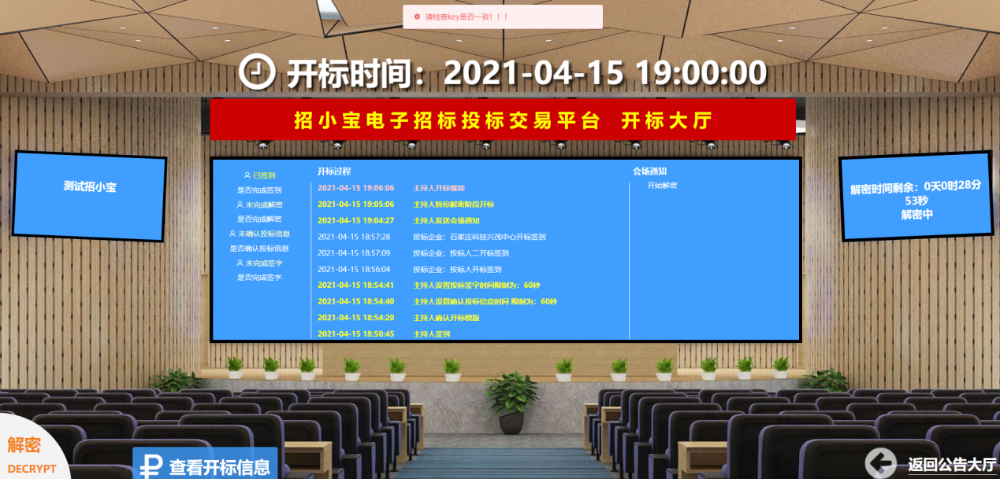 请检查key是否一致！！！
开标时间：2021-04-15 19:00:00
招小宝电子招标投标交易平台 开标大厅
测试招小宝
已签到
是否完成签到
未完成解密
是否完成解密
未确认投标信息
是否确认投标信息
未完成签字
是否完成签字
开标过程
2021-04-15 19:06:06 主持人开标继续
2021-04-15 19:05:06 主持人暂停解密阶段开标
2021-04-15 19:04:27 主持人发送会场通知
2021-04-15 18:57:28 投标企业：石家庄科技兴茂中心开标签到
2021-04-15 18:57:09 投标企业：投标人二开标签到
2021-04-15 18:56:04 投标企业：投标人开标签到
2021-04-15 18:54:41 主持人设置投标签字时间限制为：60秒
2021-04-15 18:54:40 主持人设置确认投标信息时间 限制为：60秒
2021-04-15 18:54:20 主持人确认开标模版
2021-04-15 18:50:45 主持人签到
会场通知
开始解密
解密时间剩余：0天0时28分
53秒
解密中
解密
DECRYPT
查看开标信息
返回公告大厅